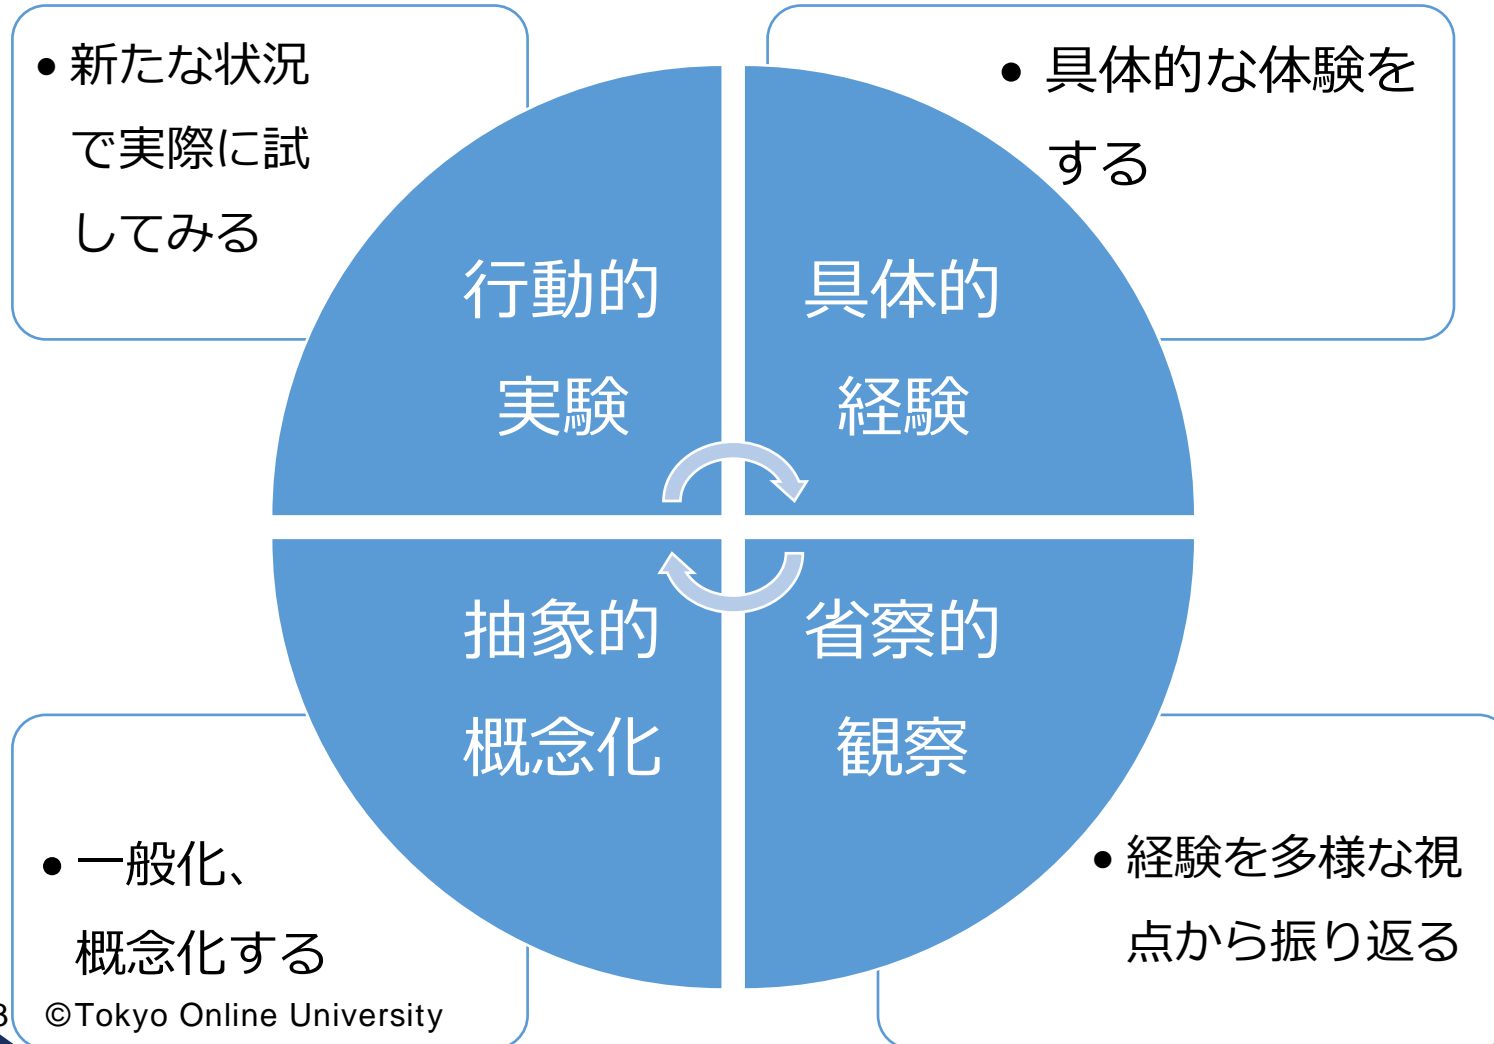 • 新たな状況
で実際に試
してみる
• 具体的な体験を
する
行動的
実験
具体的
経験
抽象的
概念化
省察的
観察
• 一般化、
概念化する
• 経験を多様な視
点から振り返る
©Tokyo Online University